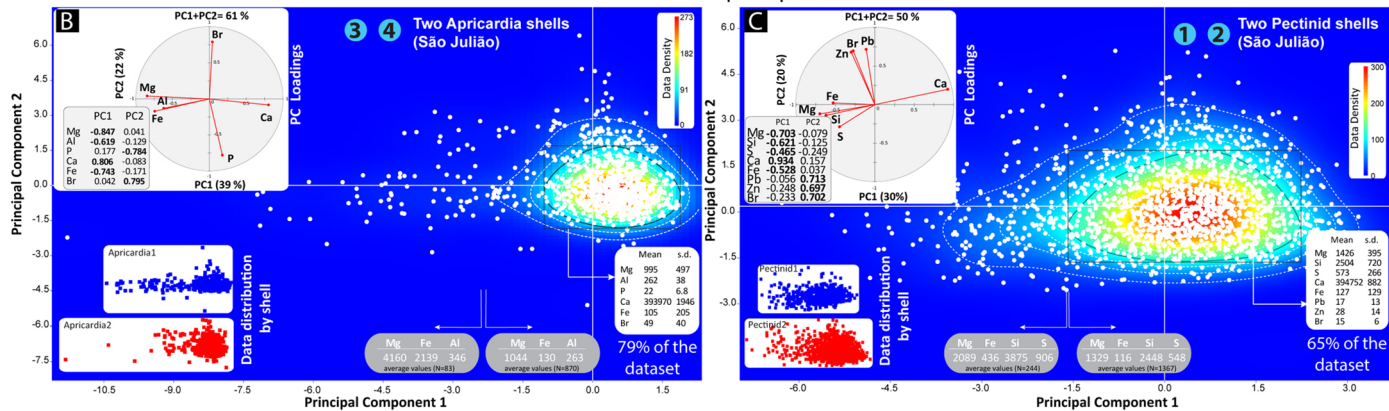 B
PC1+PC2= 61 %
Br
Mg
Al
Fe
Ca
P
-1
-0.5
0.5
1
PC2 (22 %)
PC1 (39 %)
PC Loadings
PC1 PC2
Mg -0.847 0.041
Al -0.619 -0.129
P 0.177 -0.784
Ca 0.806 -0.083
Fe -0.743 -0.171
Br 0.042 0.795
3 4 Two Apricardia shells
(São Julião)
273
182
91
0
Data Density
Principal Component 2
6.0
4.5
3.0
1.5
0.0
-1.5
-3.0
-4.5
-6.0
-7.5
Apricardia1
Apricardia2
Data distribution
by shell
Mg Fe Al
4160 2139 346
average values (N=83)
Mg Fe Al
1044 130 263
average values (N=870)
Mean s.d.
Mg 995 497
Al 262 38
P 22 6.8
Ca 393970 1946
Fe 105 205
Br 49 40
79% of the
dataset
-11.5 -10.5 -9.0 -7.5 -6.0 -4.5 -3.0 -1.5 0.0 1.5
Principal Component 1
C
PC1+PC2= 50 %
Br
Pb
Zn
Ca
Fe
Mg
Si
S
PC2 (20 %)
PC1 (30%)
PC Loadings
PC1 PC2
Mg -0.703 -0.079
Si -0.621 -0.125
S -0.465 -0.249
Ca 0.934 0.157
Fe -0.528 0.037
Pb -0.056 0.713
Zn -0.248 0.697
Br -0.233 0.702
1 2 Two Pectinid shells
(São Julião)
300
200
100
0
Data Density
Principal Component 2
6.0
4.5
3.0
1.5
0.0
-1.5
-3.0
Pectinid1
Pectinid2
Data distribution
by shell
Mg Fe Si S
2089 436 3875 906
average values (N=244)
Mg Fe Si S
1329 116 2448 548
average values (N=1367)
Mean s.d.
Mg 1426 395
Si 2504 720
S 573 266
Ca 394752 882
Fe 127 129
Pb 17 13
Zn 28 14
Br 15 6
65% of the
dataset
-6.0 -4.5 -3.0 -1.5 0.0 1.5 3.0
Principal Component 1